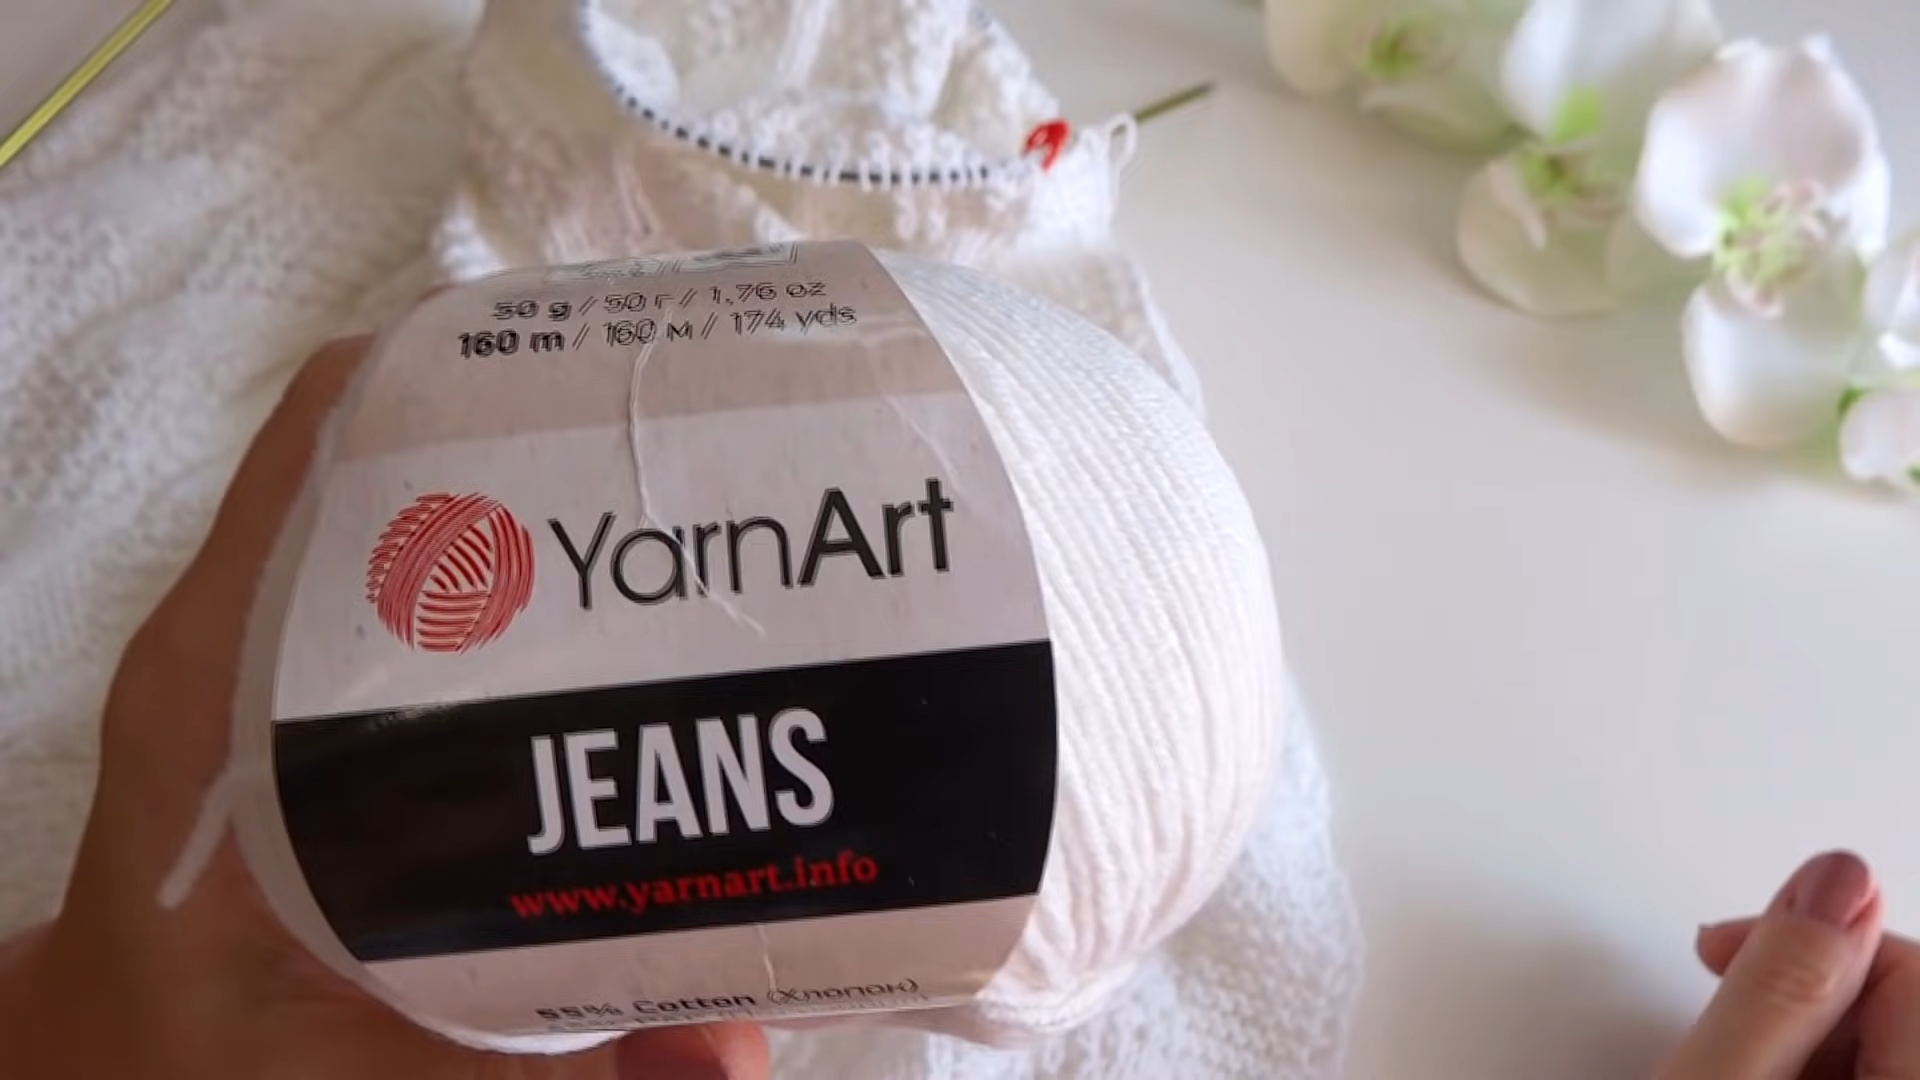 50 g / 50 г / 1,76 oz
160 m / 160 м / 174 yds
YarnArt
JEANS
www.yarnart.info
55% Cotton (Хлопок)